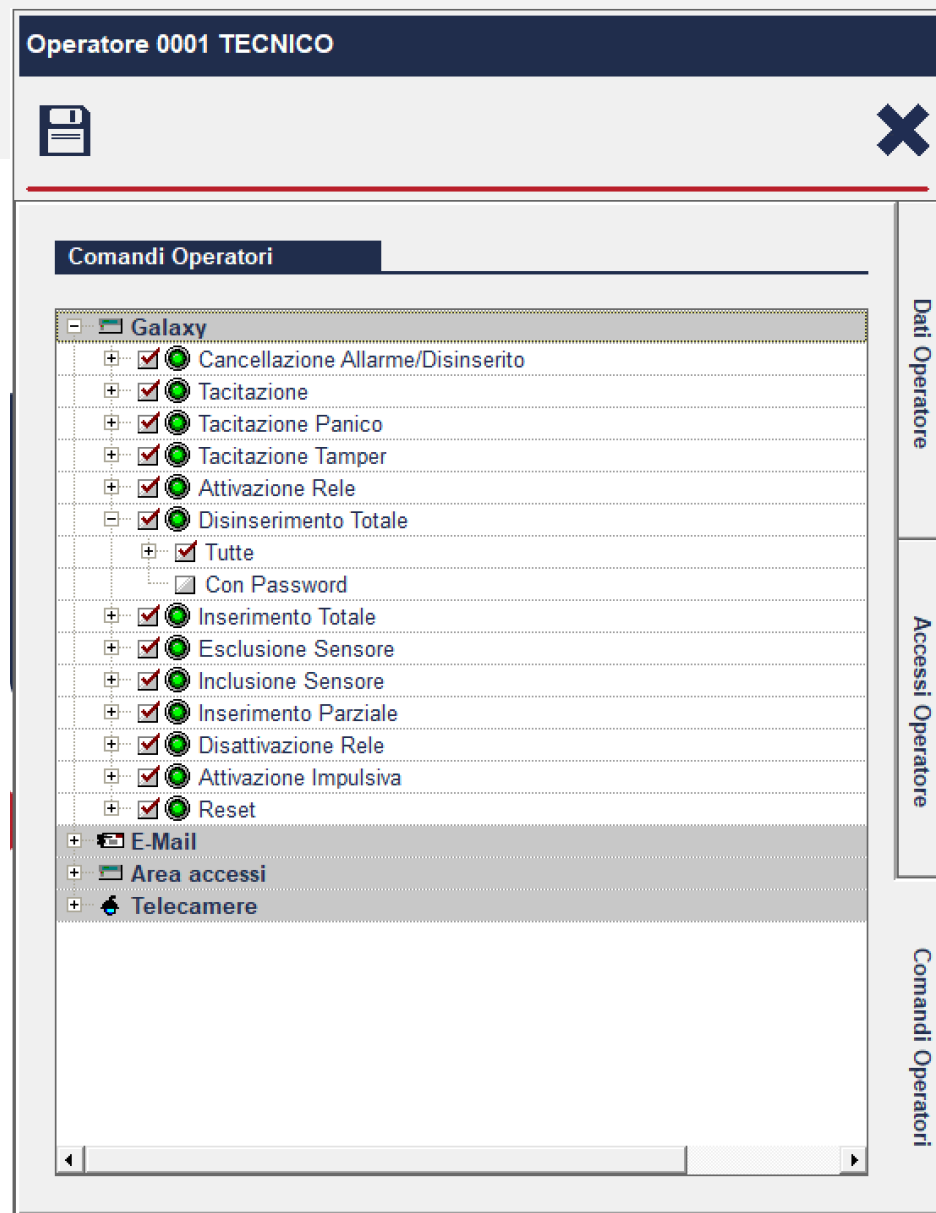 Operatore 0001 TECNICO
Comandi Operatori
Galaxy
Cancellazione Allarme/Disinserito
Tacitazione
Tacitazione Panico
Tacitazione Tamper
Attivazione Rele
Disinserimento Totale
Tutte
Con Password
Inserimento Totale
Esclusione Sensore
Inclusione Sensore
Inserimento Parziale
Disattivazione Rele
Attivazione Impulsiva
Reset
E-Mail
Area accessi
Telecamere
Dati Operatore
Accessi Operatore
Comandi Operatori